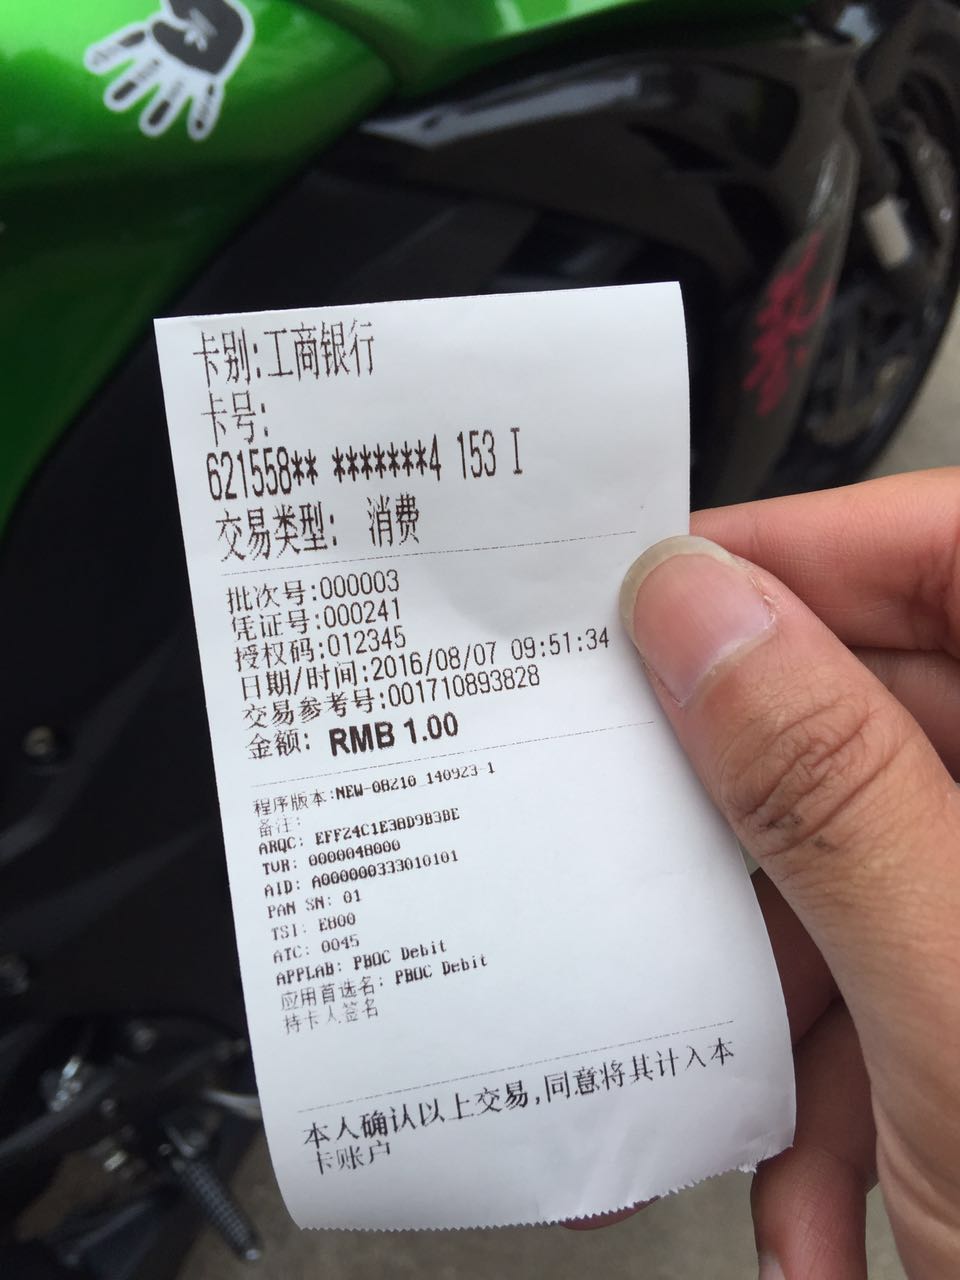 卡别:工商银行
卡号:
621558** *******4 153 I
交易类型: 消费
批次号:000003
凭证号:000241
授权码:012345
日期/时间:2016/08/07 09:51:34
交易参考号:001710893828
金额: RMB 1.00
程序版本:NEW-08210_140923-1
备注:
ARQC: EFF24C1E38D9B3BE
TVR: 0000048000
AID: A000000333010101
PAN SN: 01
TSI: E800
ATC: 0045
APPLAB: PBOC Debit
应用首选名: PBOC Debit
持卡人签名
本人确认以上交易,同意将其计入本
卡账户